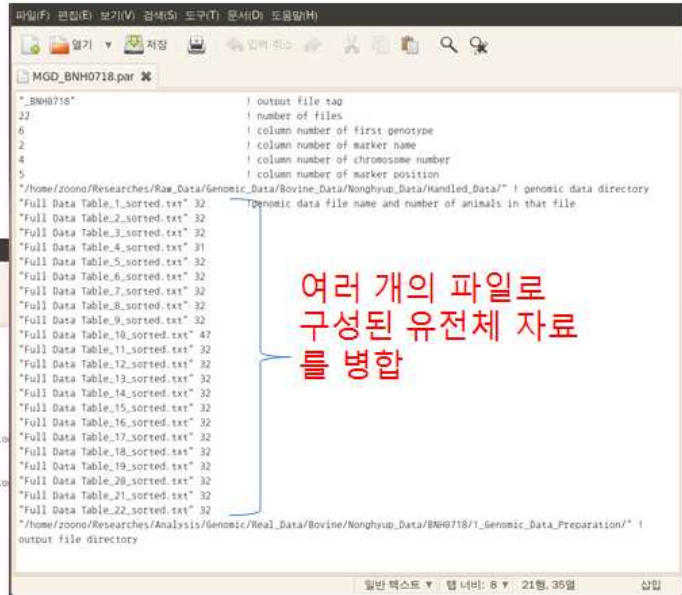 파일(F) 편집(E) 보기(V) 검색(S) 도구(T) 문서(D) 도움말(H)
열기 저장 입력 취소
MGD_BNH0718.par
"_BNH0718" ! output file tag
22 ! number of files
6 ! column number of first genotype
2 ! column number of marker name
4 ! column number of chromosome number
5 ! column number of marker position
"/home/zoono/Researches/Raw_Data/Genomic_Data/Bovine_Data/Nonghyup_Data/Handled_Data/" ! genomic data directory
"Full Data Table_1_sorted.txt" 32 !genomic data file name and number of animals in that file
"Full Data Table_2_sorted.txt" 32
"Full Data Table_3_sorted.txt" 32
"Full Data Table_4_sorted.txt" 31
"Full Data Table_5_sorted.txt" 32
"Full Data Table_6_sorted.txt" 32
"Full Data Table_7_sorted.txt" 32
"Full Data Table_8_sorted.txt" 32
"Full Data Table_9_sorted.txt" 32
"Full Data Table_10_sorted.txt" 47
"Full Data Table_11_sorted.txt" 32
"Full Data Table_12_sorted.txt" 32
"Full Data Table_13_sorted.txt" 32
"Full Data Table_14_sorted.txt" 32
"Full Data Table_15_sorted.txt" 32
"Full Data Table_16_sorted.txt" 32
"Full Data Table_17_sorted.txt" 32
"Full Data Table_18_sorted.txt" 32
"Full Data Table_19_sorted.txt" 32
"Full Data Table_20_sorted.txt" 32
"Full Data Table_21_sorted.txt" 32
"Full Data Table_22_sorted.txt" 32
"/home/zoono/Researches/Analysis/Genomic/Real_Data/Bovine/Nonghyup_Data/BNH0718/1_Genomic_Data_Preparation/" !
output file directory
여러 개의 파일로
구성된 유전체 자료
를 병합
일반 텍스트 ▼ 탭 너비: 8 ▼ 21행, 35열 삽입